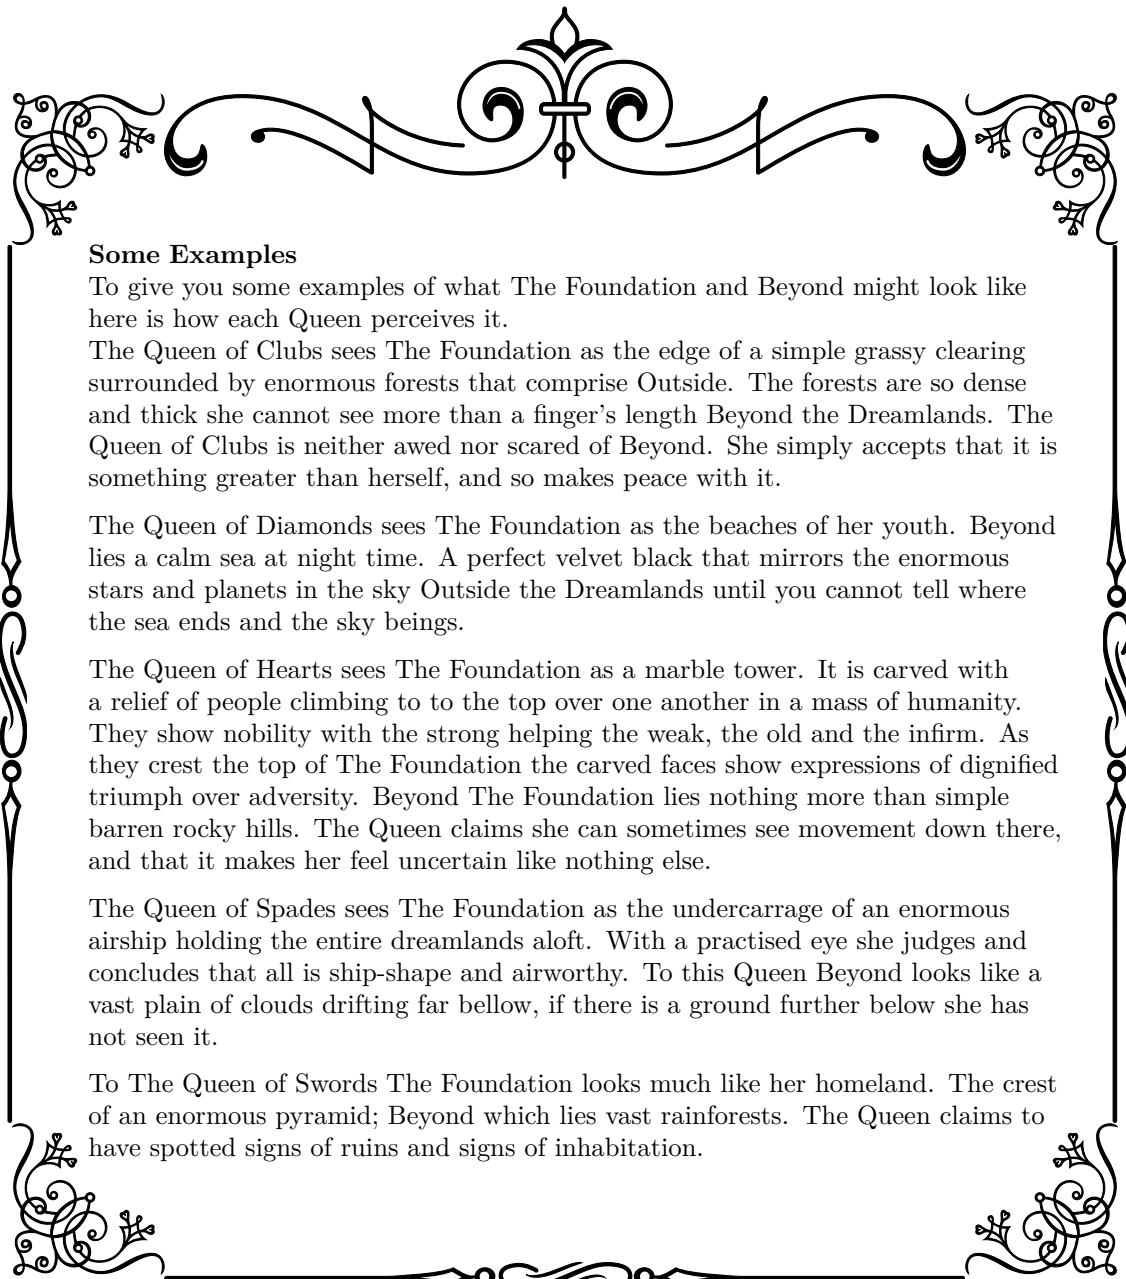 Some Examples
To give you some examples of what The Foundation and Beyond might look like
here is how each Queen perceives it.
The Queen of Clubs sees The Foundation as the edge of a simple grassy clearing
surrounded by enormous forests that comprise Outside. The forests are so dense
and thick she cannot see more than a finger's length Beyond the Dreamlands. The
Queen of Clubs is neither awed nor scared of Beyond. She simply accepts that it is
something greater than herself, and so makes peace with it.
The Queen of Diamonds sees The Foundation as the beaches of her youth. Beyond
lies a calm sea at night time. A perfect velvet black that mirrors the enormous
stars and planets in the sky Outside the Dreamlands until you cannot tell where
the sea ends and the sky beings.
The Queen of Hearts sees The Foundation as a marble tower. It is carved with
a relief of people climbing to to the top over one another in a mass of humanity.
They show nobility with the strong helping the weak, the old and the infirm. As
they crest the top of The Foundation the carved faces show expressions of dignified
triumph over adversity. Beyond The Foundation lies nothing more than simple
barren rocky hills. The Queen claims she can sometimes see movement down there,
and that it makes her feel uncertain like nothing else.
The Queen of Spades sees The Foundation as the undercarrage of an enormous
airship holding the entire dreamlands aloft. With a practised eye she judges and
concludes that all is ship-shape and airworthy. To this Queen Beyond looks like a
vast plain of clouds drifting far bellow, if there is a ground further below she has
not seen it.
To The Queen of Swords The Foundation looks much like her homeland. The crest
of an enormous pyramid; Beyond which lies vast rainforests. The Queen claims to
have spotted signs of ruins and signs of inhabitation.